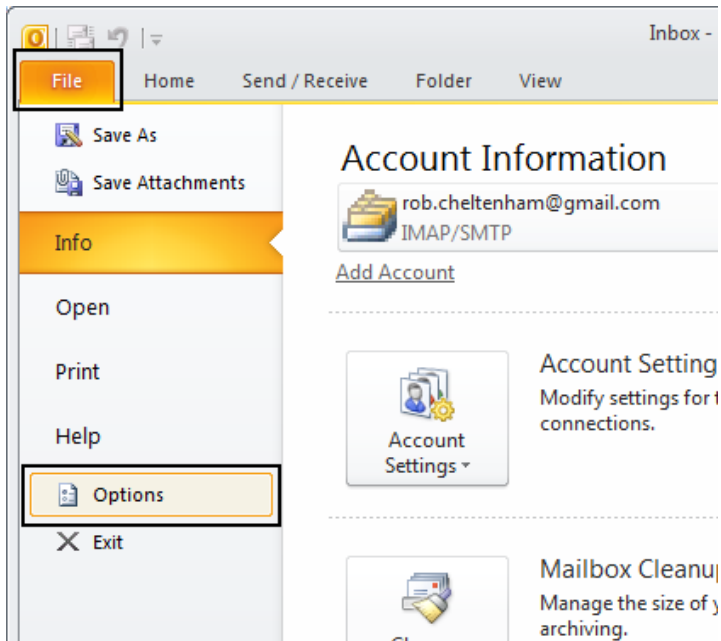 Inbox -
File Home Send / Receive Folder View
Save As
Save Attachments
Info
Open
Print
Help
Options
Exit
Account Information
rob.cheltenham@gmail.com
IMAP/SMTP
Add Account
Account
Settings
Account Setting
Modify settings for
connections.
Mailbox Cleanu
Manage the size of
archiving.